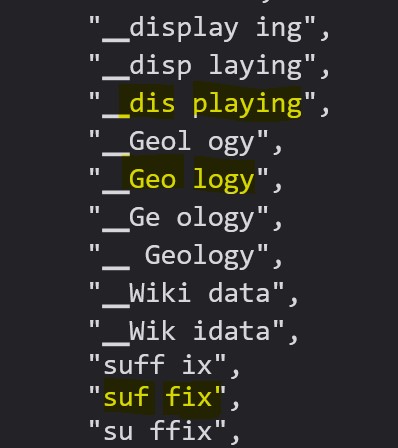 "__display ing",
"__disp laying",
"__dis playing",
"__Geol ogy",
"__Geo logy",
"__Ge ology",
"__ Geology",
"__Wiki data",
"__Wik idata",
"suff ix",
"suf fix",
"su ffix",